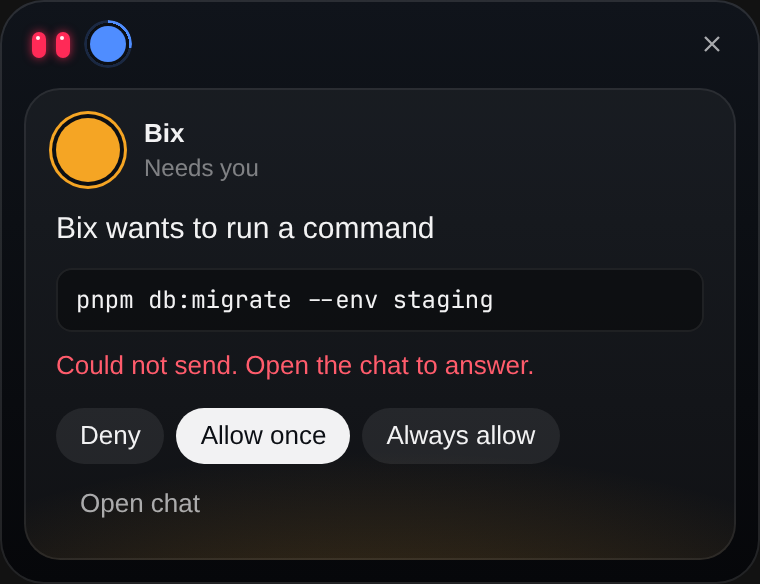 Bix
Needs you
Bix wants to run a command
pnpm db:migrate --env staging
Could not send. Open the chat to answer.
Deny
Allow once
Always allow
Open chat